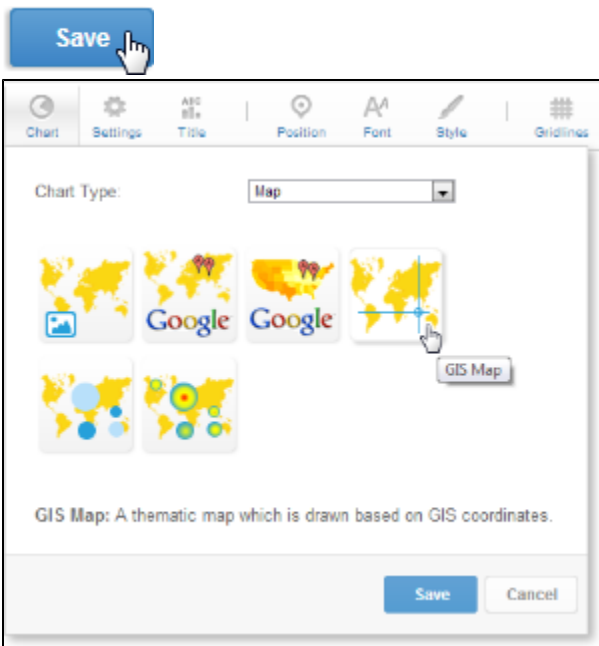 Save
Chart Settings Title | Position Font Style | Gridlines
ABC
Chart Type: Map
Google Google
GIS Map
GIS Map: A thematic map which is drawn based on GIS coordinates.
Save Cancel